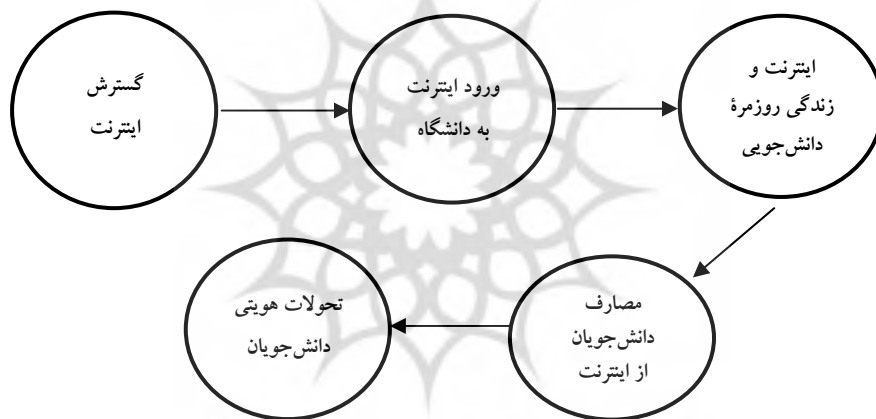 گسترش
اینترنت
ورود اینترنت
به دانشگاه
اینترنت و
زندگی روزمرۀ
دانش‌جویی
مصارف
دانش‌جویان
از اینترنت
تحولات هویتی
دانش‌جویان